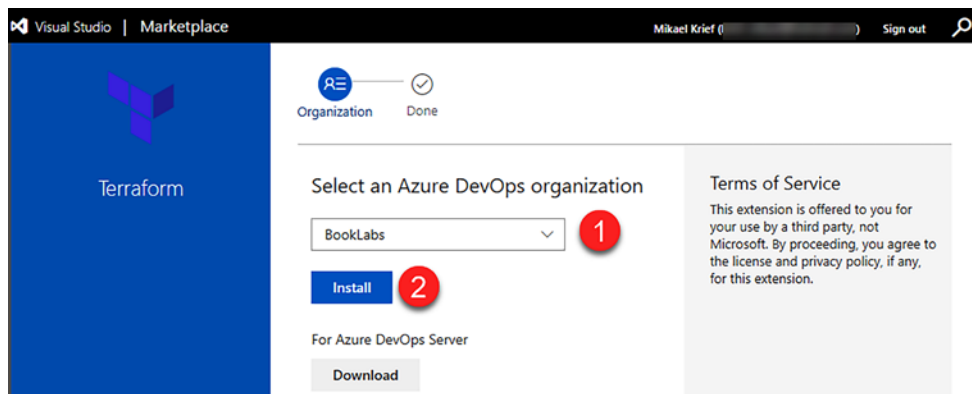 Visual Studio | Marketplace
Mikael Krief ( ) Sign out
Organization Done
Terraform
Select an Azure DevOps organization
BookLabs
1
Install
2
For Azure DevOps Server
Download
Terms of Service
This extension is offered to you for
your use by a third party, not
Microsoft. By proceeding, you agree to
the license and privacy policy, if any,
for this extension.